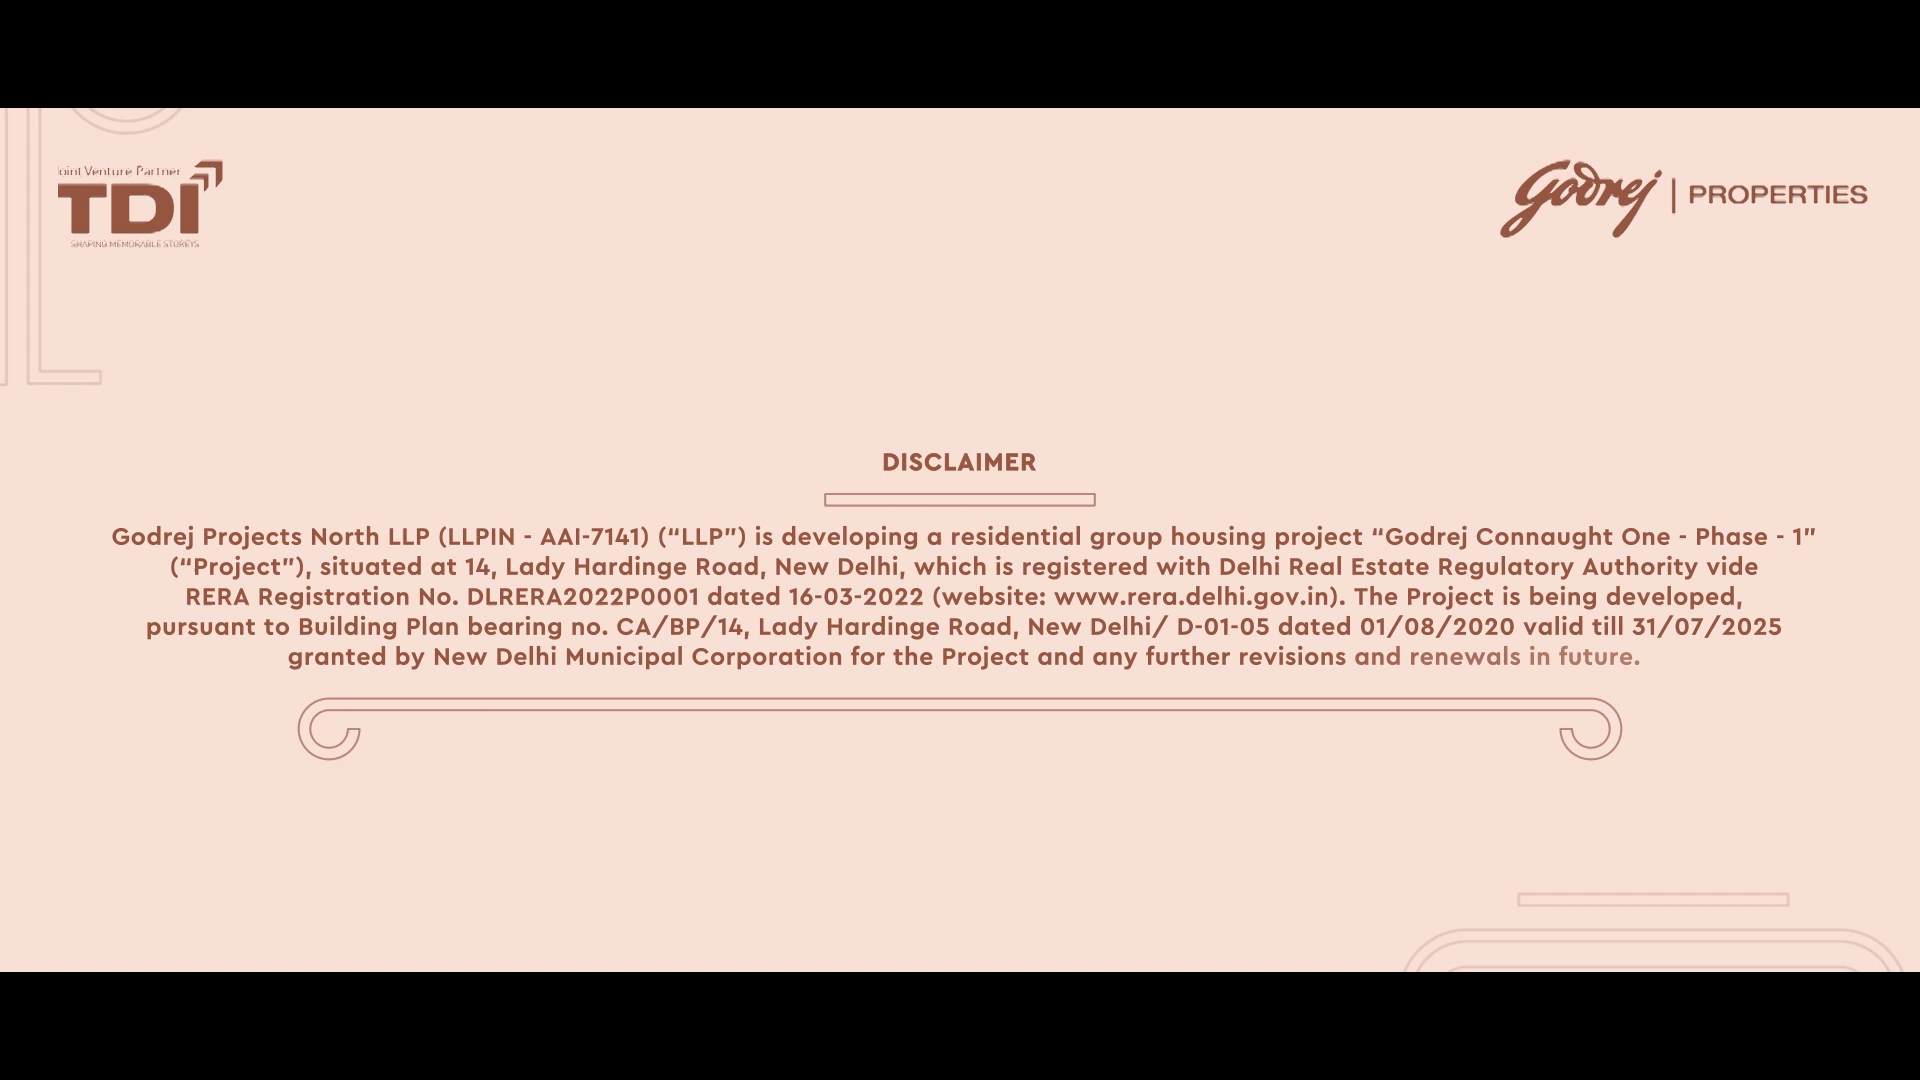 Joint Venture Partner
TDI
SHAPING MEMORABLE STOREYS
Godrej | PROPERTIES
DISCLAIMER
Godrej Projects North LLP (LLPIN - AAI-7141) (“LLP”) is developing a residential group housing project “Godrej Connaught One - Phase - 1”
(“Project”), situated at 14, Lady Hardinge Road, New Delhi, which is registered with Delhi Real Estate Regulatory Authority vide
RERA Registration No. DLRERA2022P0001 dated 16-03-2022 (website: www.rera.delhi.gov.in). The Project is being developed,
pursuant to Building Plan bearing no. CA/BP/14, Lady Hardinge Road, New Delhi/ D-01-05 dated 01/08/2020 valid till 31/07/2025
granted by New Delhi Municipal Corporation for the Project and any further revisions and renewals in future.